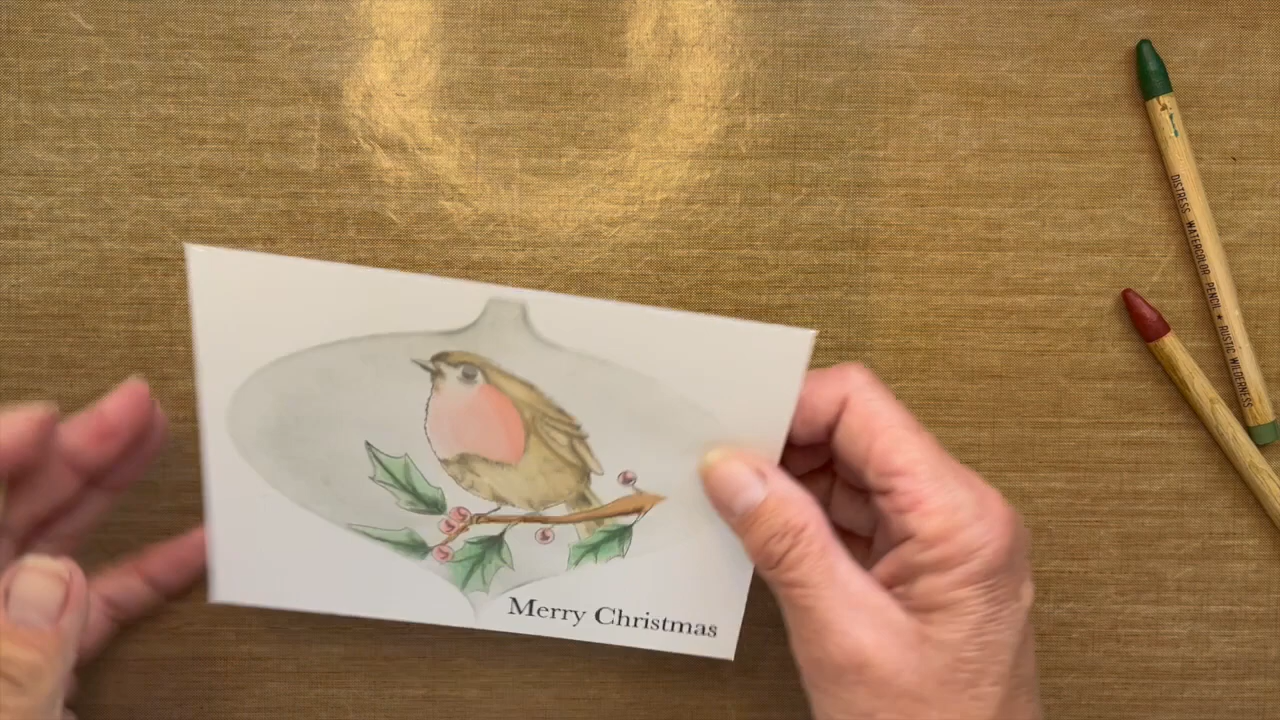 Merry Christmas
DISTRESS WATERCOLOR PENCIL ★ RUSTIC WILDERNESS